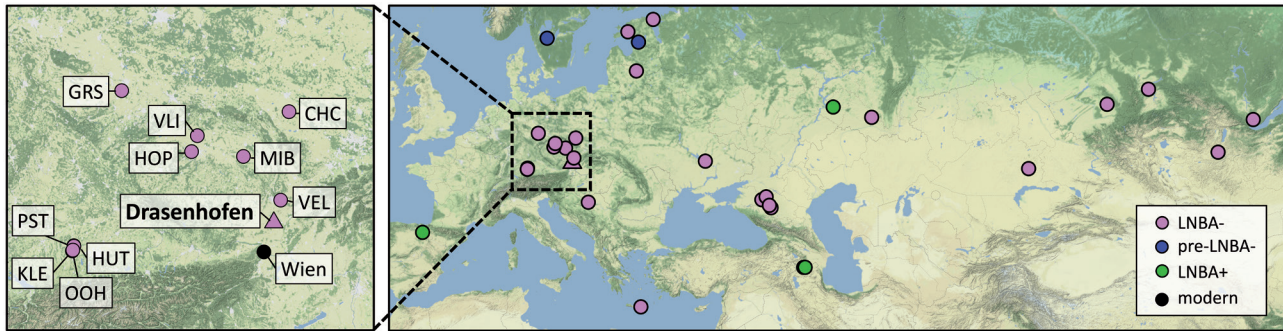 GRS
CHC
VLI
HOP
MIB
VEL
Drasenhofen
PST
HUT
KLE
OOH
Wien
LNBA-
pre-LNBA-
LNBA+
modern